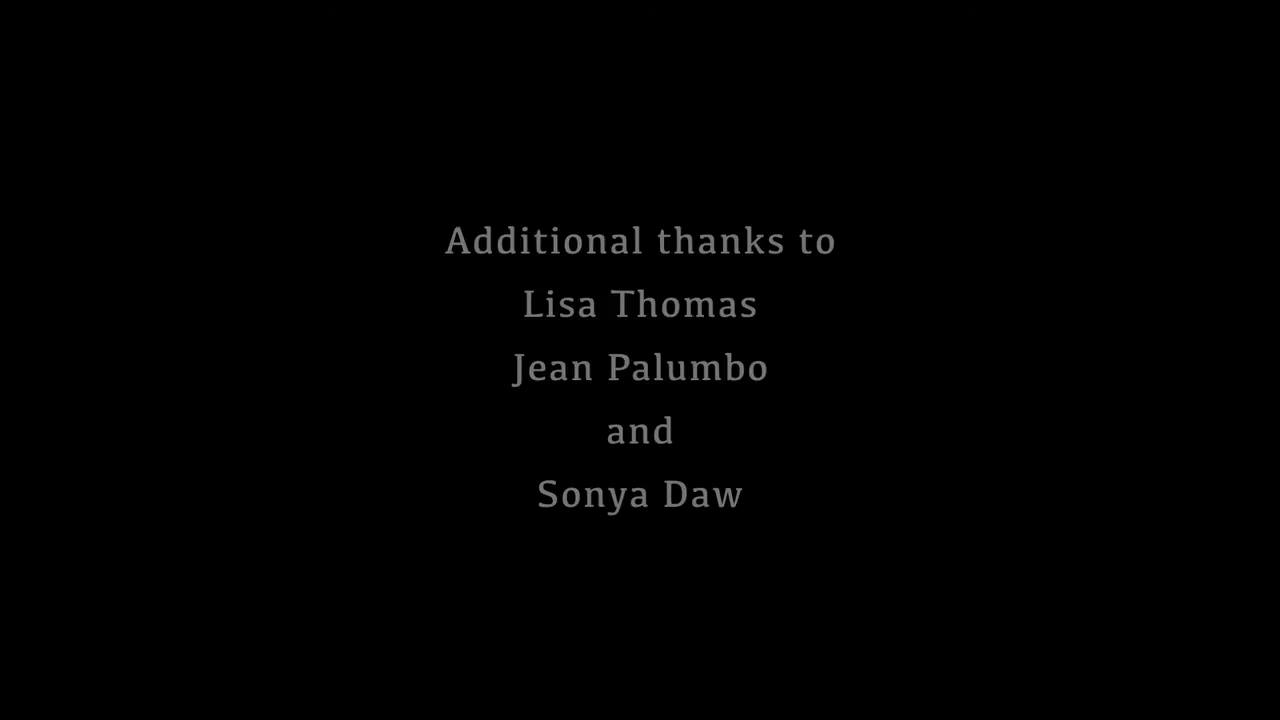 Additional thanks to
Lisa Thomas
Jean Palumbo
and
Sonya Daw